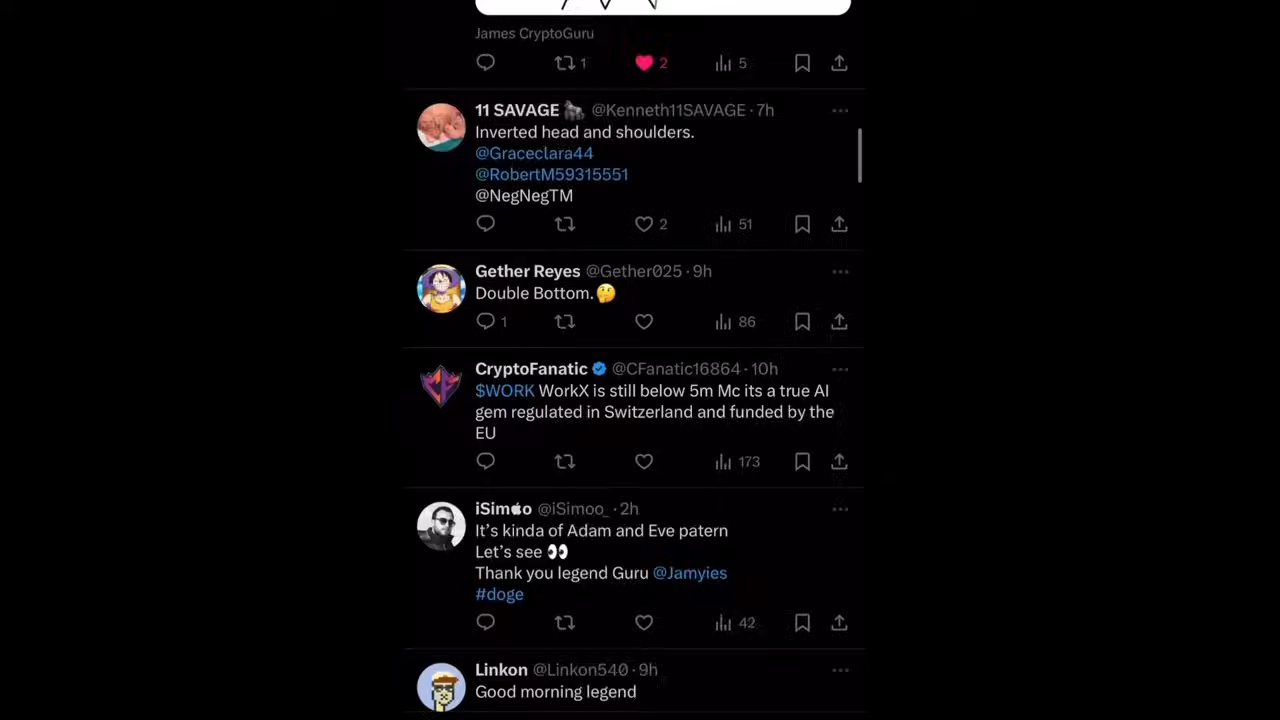 James CryptoGuru
1
2
5
11 SAVAGE 🦍 @Kenneth11SAVAGE · 7h
Inverted head and shoulders.
@Graceclara44
@RobertM59315551
@NegNegTM
2
51
Gether Reyes @Gether025 · 9h
Double Bottom. 🤔
1
86
CryptoFanatic @CFanatic16864 · 10h
$WORK WorkX is still below 5m Mc its a true AI
gem regulated in Switzerland and funded by the
EU
173
iSimo @iSimoo_ · 2h
It's kinda of Adam and Eve patern
Let's see 👀
Thank you legend Guru @Jamyies
#doge
42
Linkon @Linkon540 · 9h
Good morning legend